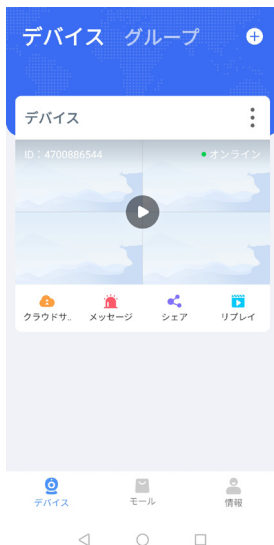 デバイス グループ
デバイス
ID：4700886544 オンライン
クラウドサ.. メッセージ シェア リプレイ
デバイス モール 情報